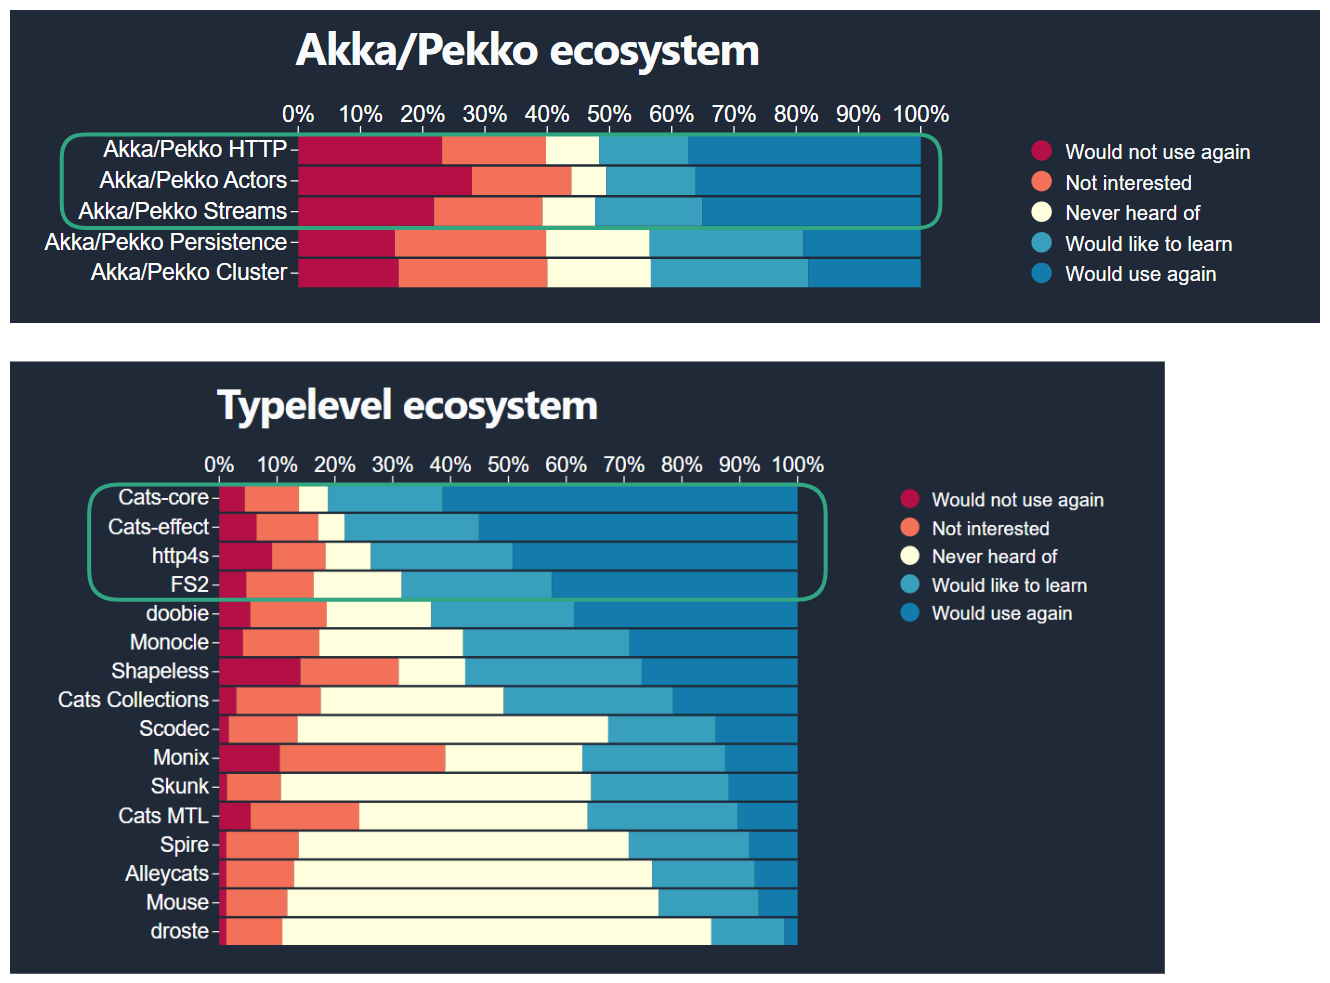 Akka/Pekko ecosystem
0% 10% 20% 30% 40% 50% 60% 70% 80% 90% 100%
Akka/Pekko HTTP
Akka/Pekko Actors
Akka/Pekko Streams
Akka/Pekko Persistence
Akka/Pekko Cluster
Would not use again
Not interested
Never heard of
Would like to learn
Would use again
Typelevel ecosystem
0% 10% 20% 30% 40% 50% 60% 70% 80% 90% 100%
Cats-core
Cats-effect
http4s
FS2
doobie
Monocle
Shapeless
Cats Collections
Scodec
Monix
Skunk
Cats MTL
Spire
Alleycats
Mouse
droste
Would not use again
Not interested
Never heard of
Would like to learn
Would use again